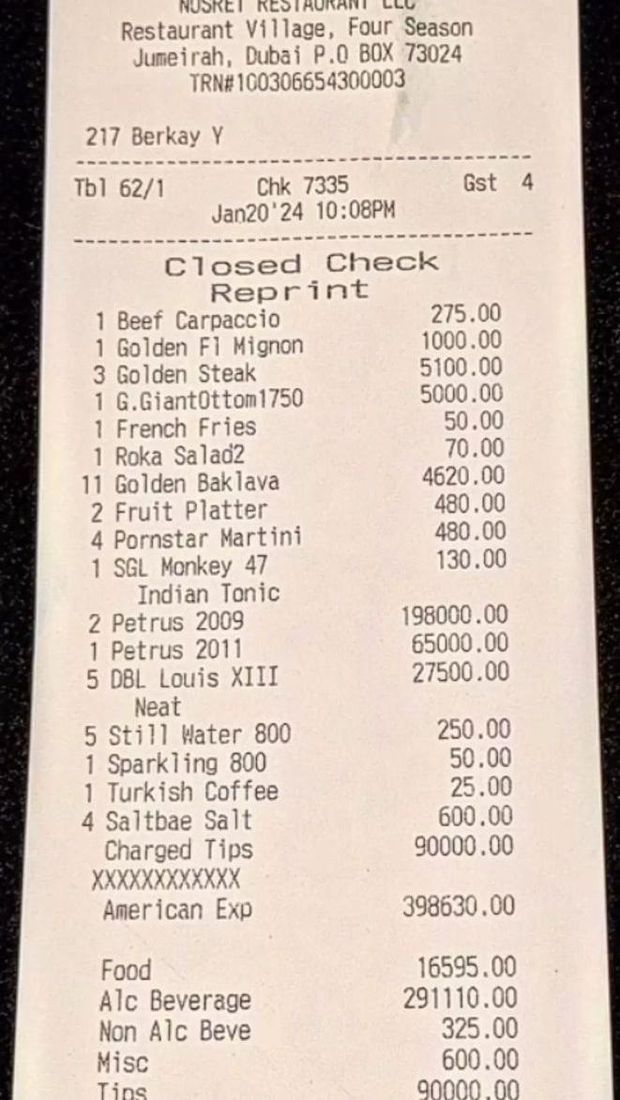 NUSRET RESTAURANT LLC
Restaurant Village, Four Season
Jumeirah, Dubai P.O BOX 73024
TRN#100306654300003
217 Berkay Y
Tbl 62/1 Chk 7335 Gst 4
Jan20'24 10:08PM
Closed Check
Reprint
1 Beef Carpaccio 275.00
1 Golden Fl Mignon 1000.00
3 Golden Steak 5100.00
1 G.GiantOttom1750 5000.00
1 French Fries 50.00
1 Roka Salad2 70.00
11 Golden Baklava 4620.00
2 Fruit Platter 480.00
4 Pornstar Martini 480.00
1 SGL Monkey 47 130.00
Indian Tonic
2 Petrus 2009 198000.00
1 Petrus 2011 65000.00
5 DBL Louis XIII 27500.00
Neat
5 Still Water 800 250.00
1 Sparkling 800 50.00
1 Turkish Coffee 25.00
4 Saltbae Salt 600.00
Charged Tips 90000.00
XXXXXXXXXXXX
American Exp 398630.00
Food 16595.00
Alc Beverage 291110.00
Non Alc Beve 325.00
Misc 600.00
Tips 90000.00